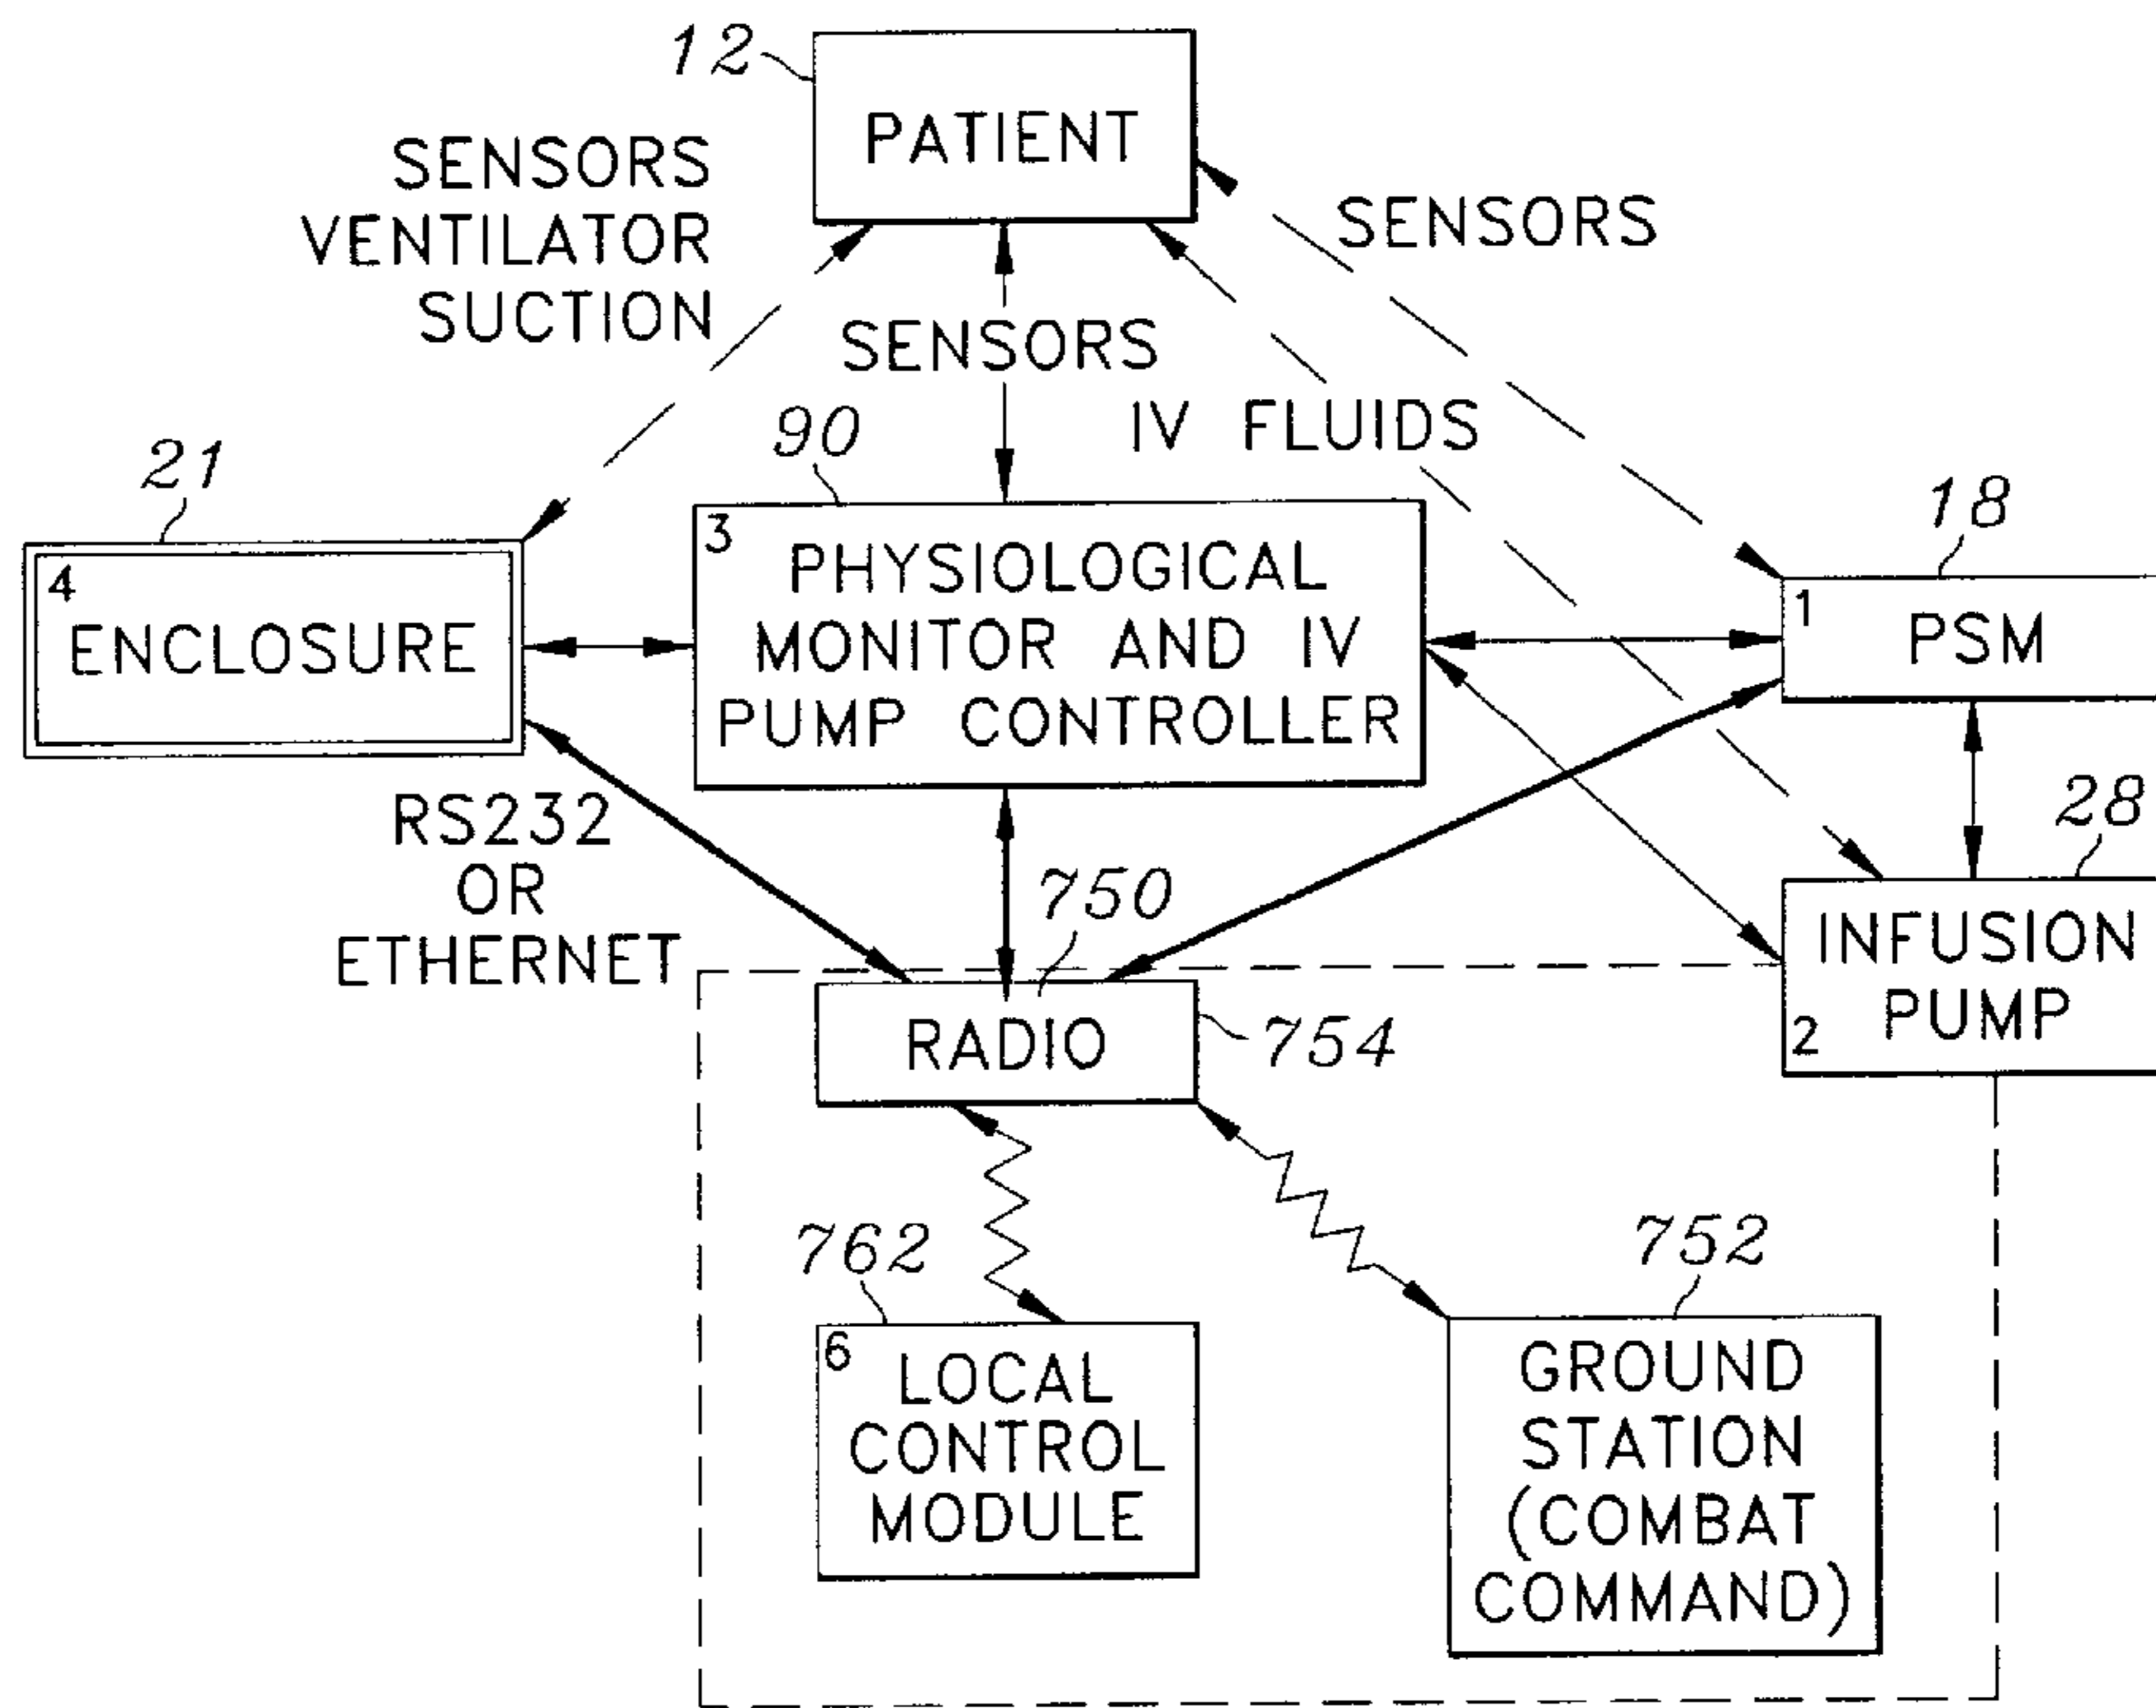 12
PATIENT
SENSORS
VENTILATOR
SUCTION
SENSORS
SENSORS
IV FLUIDS
21
4
ENCLOSURE
90
3
PHYSIOLOGICAL
MONITOR AND IV
PUMP CONTROLLER
18
1
PSM
28
INFUSION
PUMP
2
RS232
OR
ETHERNET
750
RADIO
754
762
6
LOCAL
CONTROL
MODULE
752
GROUND
STATION
(COMBAT
COMMAND)